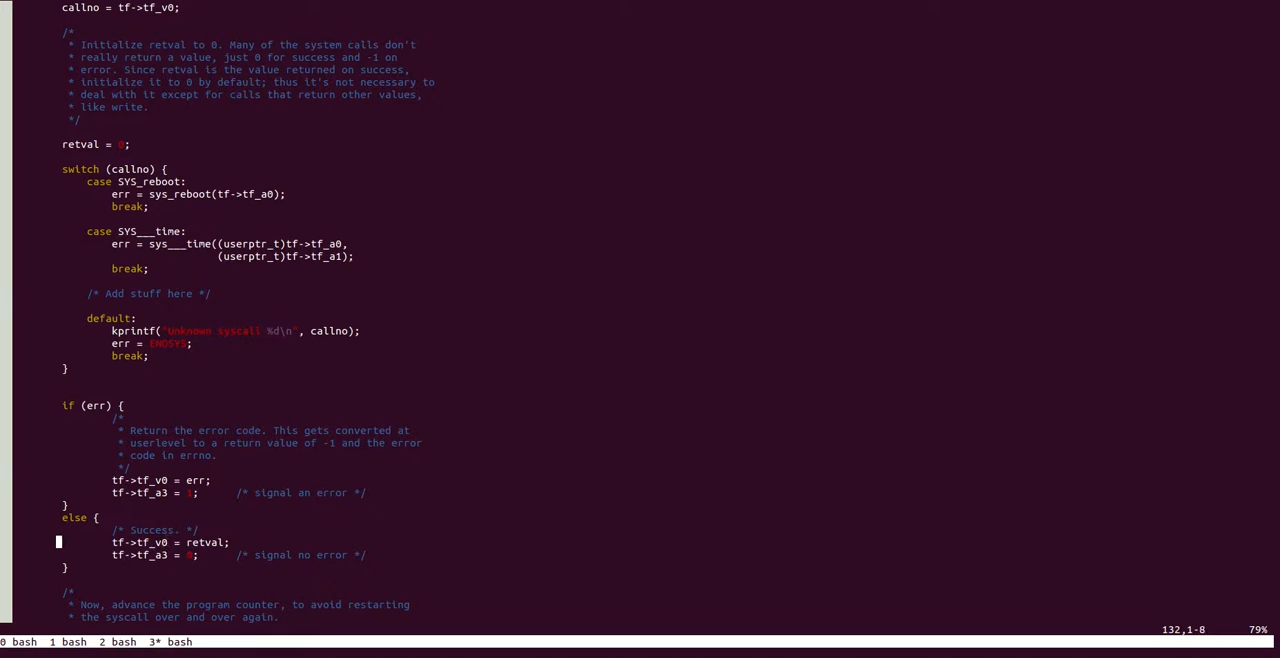 callno = tf->tf_v0;
/*
* Initialize retval to 0. Many of the system calls don't
* really return a value, just 0 for success and -1 on
* error. Since retval is the value returned on success,
* initialize it to 0 by default; thus it's not necessary to
* deal with it except for calls that return other values,
* like write.
*/
retval = 0;
switch (callno) {
case SYS_reboot:
err = sys_reboot(tf->tf_a0);
break;
case SYS___time:
err = sys___time((userptr_t)tf->tf_a0,
(userptr_t)tf->tf_a1);
break;
/* Add stuff here */
default:
kprintf("Unknown syscall %d\n", callno);
err = ENOSYS;
break;
}
if (err) {
/*
* Return the error code. This gets converted at
* userlevel to a return value of -1 and the error
* code in errno.
*/
tf->tf_v0 = err;
tf->tf_a3 = 1; /* signal an error */
}
else {
/* Success. */
tf->tf_v0 = retval;
tf->tf_a3 = 0; /* signal no error */
}
/*
* Now, advance the program counter, to avoid restarting
* the syscall over and over again.
132,1-8 79%
0 bash 1 bash 2 bash 3* bash